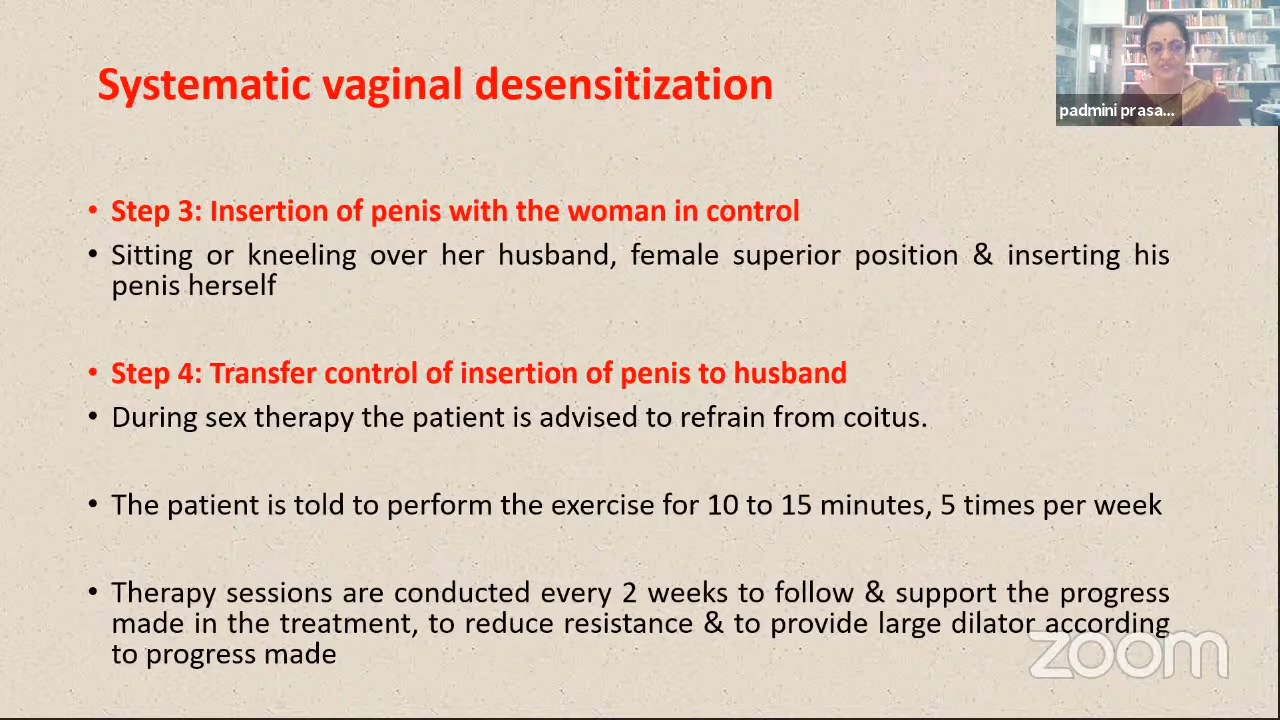 Systematic vaginal desensitization
padmini prasa...
• Step 3: Insertion of penis with the woman in control
• Sitting or kneeling over her husband, female superior position & inserting his
penis herself
• Step 4: Transfer control of insertion of penis to husband
• During sex therapy the patient is advised to refrain from coitus.
• The patient is told to perform the exercise for 10 to 15 minutes, 5 times per week
• Therapy sessions are conducted every 2 weeks to follow & support the progress
made in the treatment, to reduce resistance & to provide large dilator according
to progress made
zoom